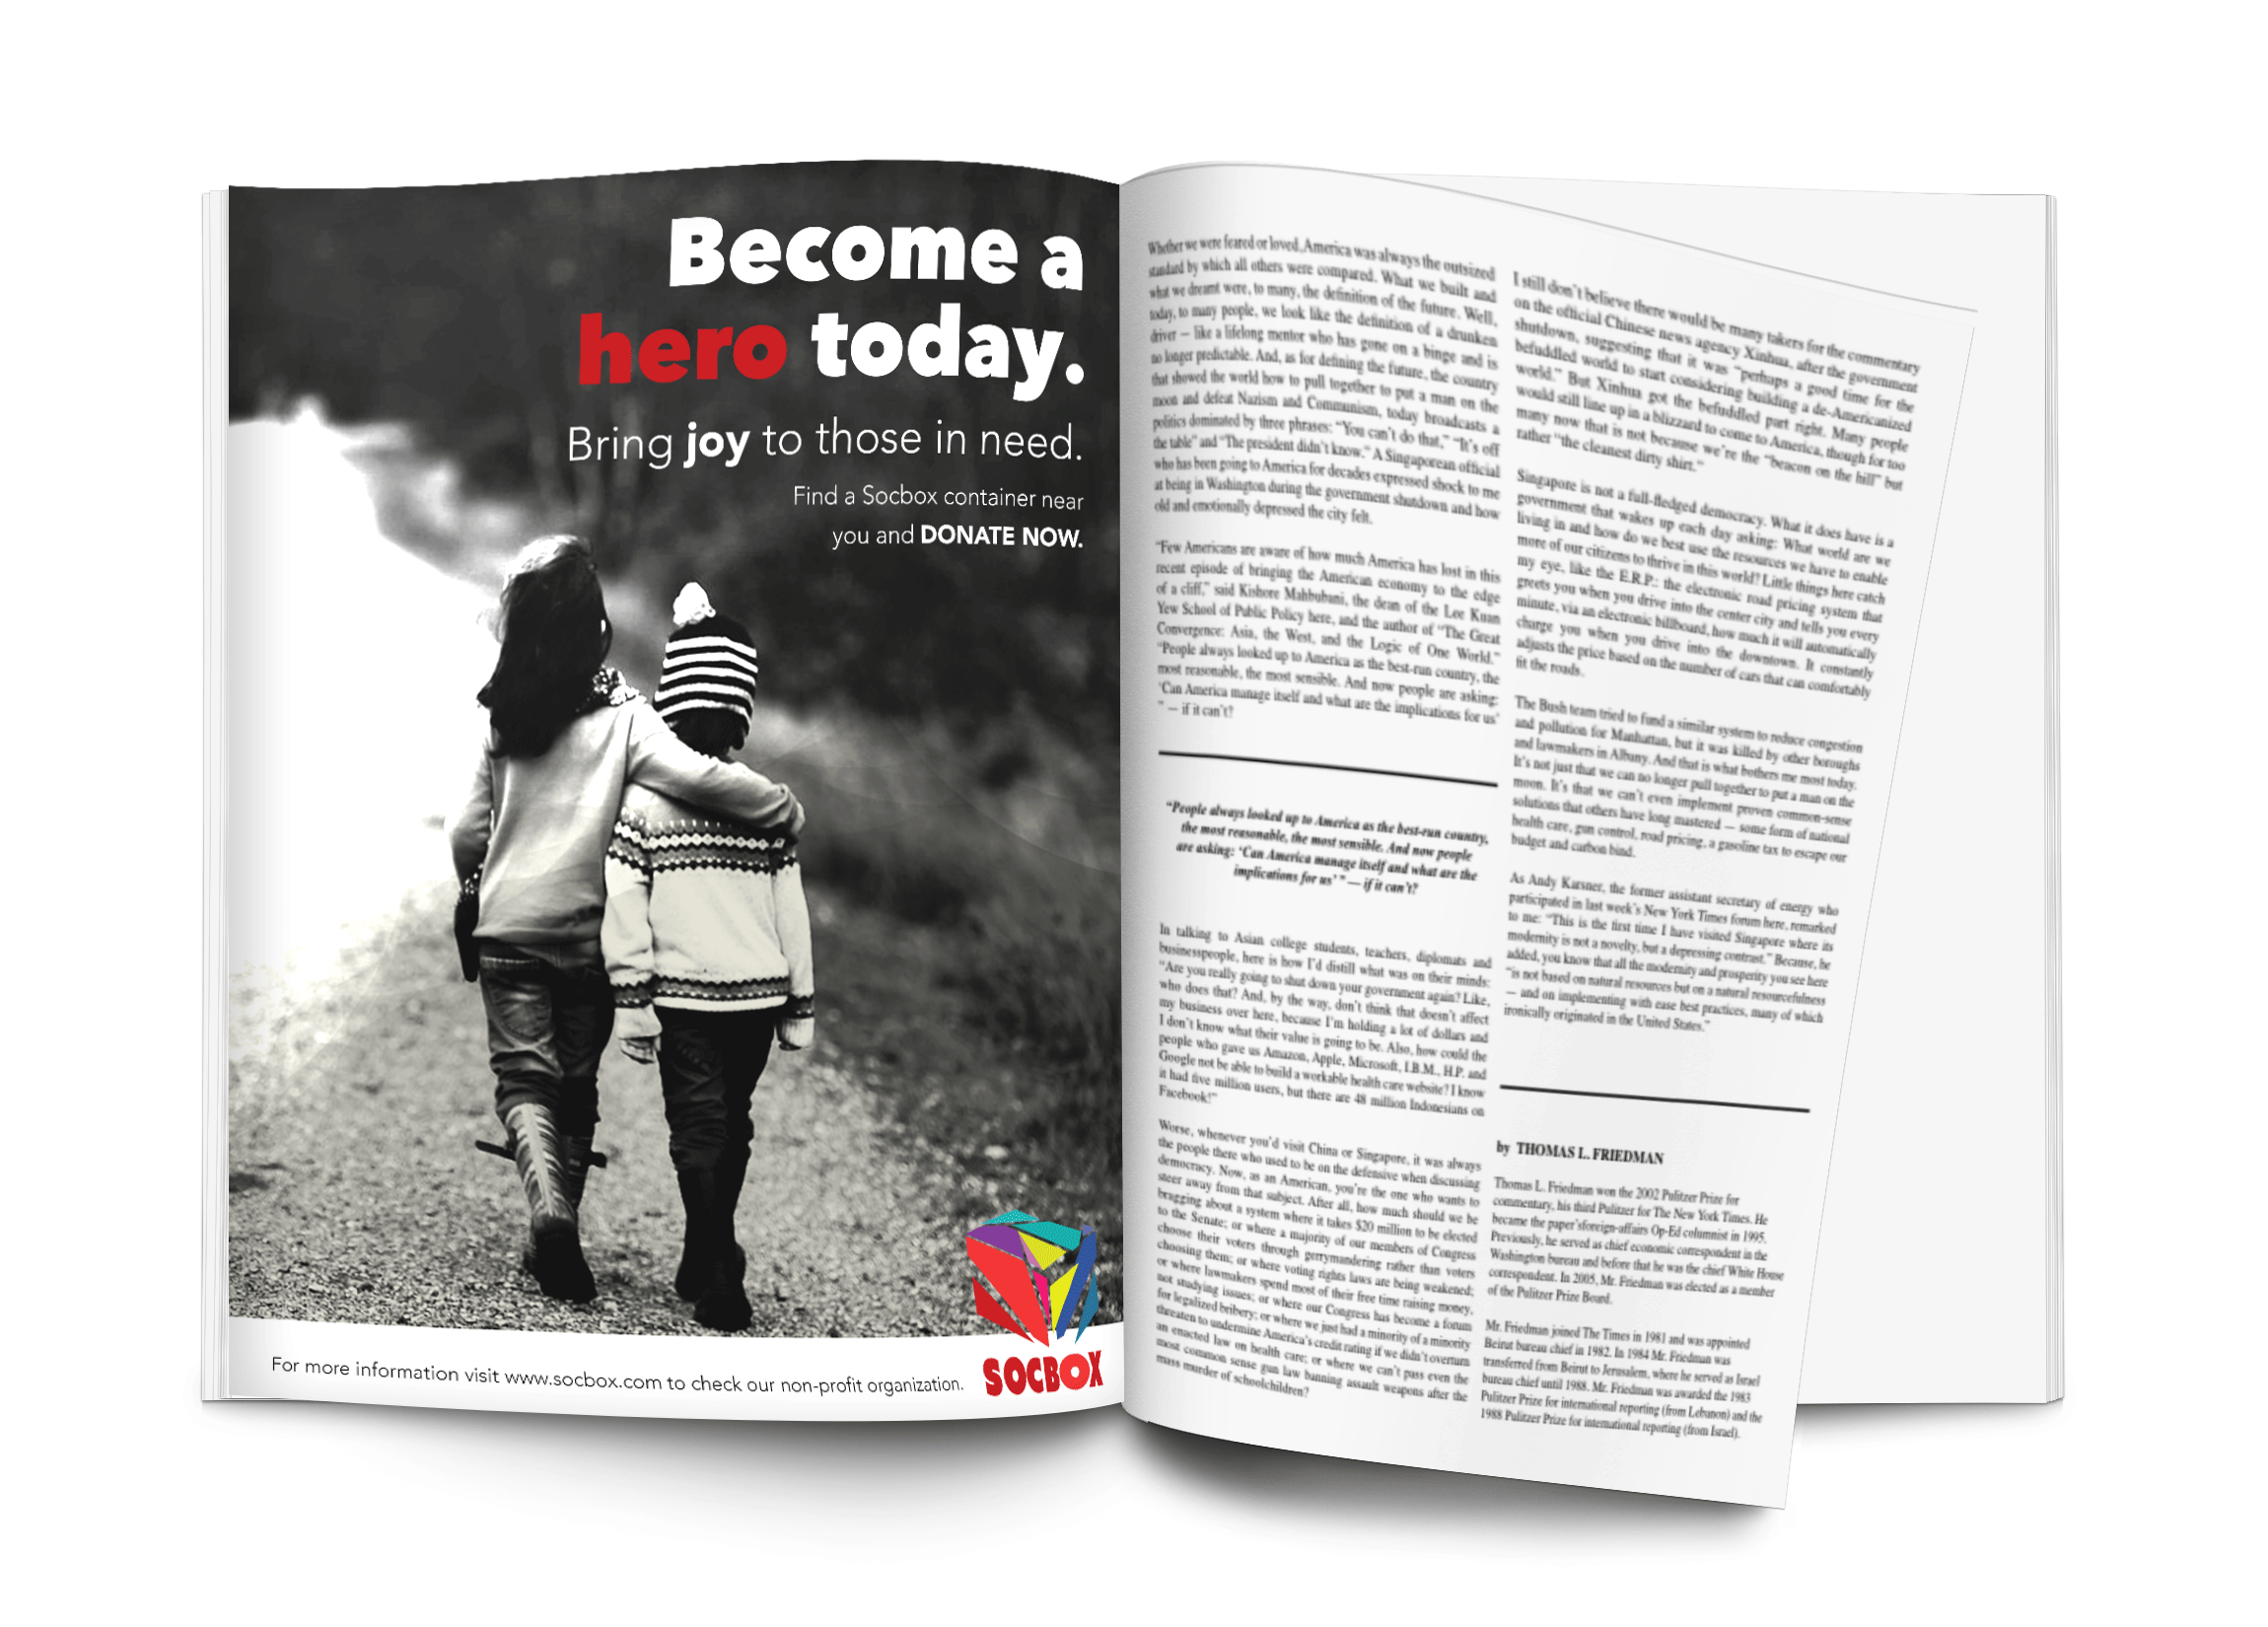 Become a
hero today.
Bring joy to those in need.
Find a Socbox container near
you and DONATE NOW.
For more information visit www.socbox.com to check our non-profit organization.
SOCBOX
Whether we were feared or loved, America was always the outsized
standard by which all others were compared. What we built and
what we dreamt were, to many, the definition of the future. Well,
today, to many people, we look like the definition of a drunken
driver — like a lifelong mentor who has gone on a binge and is
no longer predictable. And, as for defining the future, the country
that showed the world how to pull together to put a man on the
moon and defeat Nazism and Communism, today broadcasts a
politics dominated by three phrases: “You can’t do that,” “It’s off
the table” and “The president didn’t know.” A Singaporean official
who has been going to America for decades expressed shock to me
at being in Washington during the government shutdown and how
old and emotionally depressed the city felt.
“Few Americans are aware of how much America has lost in this
recent episode of bringing the American economy to the edge
of a cliff,” said Kishore Mahbubani, the dean of the Lee Kuan
Yew School of Public Policy here, and the author of “The Great
Convergence: Asia, the West, and the Logic of One World.”
“People always looked up to America as the best-run country, the
most reasonable, the most sensible. And now people are asking:
‘Can America manage itself and what are the implications for us’
” — if it can’t?
“People always looked up to America as the best-run country,
the most reasonable, the most sensible. And now people
are asking: ‘Can America manage itself and what are the
implications for us’ ” — if it can’t?
In talking to Asian college students, teachers, diplomats and
businesspeople, here is how I’d distill what was on their minds:
“Are you really going to shut down your government again? Like,
who does that? And, by the way, don’t think that doesn’t affect
my business over here, because I’m holding a lot of dollars and
I don’t know what their value is going to be. Also, how could the
people who gave us Amazon, Apple, Microsoft, I.B.M., H.P. and
Google not be able to build a workable health care website? I know
it had five million users, but there are 48 million Indonesians on
Facebook!”
Worse, whenever you’d visit China or Singapore, it was always
the people there who used to be on the defensive when discussing
democracy. Now, as an American, you’re the one who wants to
steer away from that subject. After all, how much should we be
bragging about a system where it takes $20 million to be elected
to the Senate; or where a majority of our members of Congress
choose their voters through gerrymandering rather than voters
choosing them; or where voting rights laws are being weakened;
or where lawmakers spend most of their free time raising money,
not studying issues; or where our Congress has become a forum
for legalized bribery; or where we just had a minority of a minority
threaten to undermine America’s credit rating if we didn’t overturn
an enacted law on health care; or where we can’t pass even the
most common sense gun law banning assault weapons after the
mass murder of schoolchildren?
I still don’t believe there would be many takers for the commentary
on the official Chinese news agency Xinhua, after the government
shutdown, suggesting that it was “perhaps a good time for the
befuddled world to start considering building a de-Americanized
world.” But Xinhua got the befuddled part right. Many people
would still line up in a blizzard to come to America, though for too
many now that is not because we’re the “beacon on the hill” but
rather “the cleanest dirty shirt.”
Singapore is not a full-fledged democracy. What it does have is a
government that wakes up each day asking: What world are we
living in and how do we best use the resources we have to enable
more of our citizens to thrive in this world? Little things here catch
my eye, like the E.R.P.: the electronic road pricing system that
greets you when you drive into the center city and tells you every
minute, via an electronic billboard, how much it will automatically
charge you when you drive into the downtown. It constantly
adjusts the price based on the number of cars that can comfortably
fit the roads.
The Bush team tried to fund a similar system to reduce congestion
and pollution for Manhattan, but it was killed by other boroughs
and lawmakers in Albany. And that is what bothers me most today.
It’s not just that we can no longer pull together to put a man on the
moon. It’s that we can’t even implement proven common-sense
solutions that others have long mastered — some form of national
health care, gun control, road pricing, a gasoline tax to escape our
budget and carbon bind.
As Andy Karsner, the former assistant secretary of energy who
participated in last week’s New York Times forum here, remarked
to me: “This is the first time I have visited Singapore where its
modernity is not a novelty, but a depressing contrast.” Because, he
added, you know that all the modernity and prosperity you see here
“is not based on natural resources but on a natural resourcefulness
— and on implementing with ease best practices, many of which
ironically originated in the United States.”
by THOMAS L. FRIEDMAN
Thomas L. Friedman won the 2002 Pulitzer Prize for
commentary, his third Pulitzer for The New York Times. He
became the paper’sforeign-affairs Op-Ed columnist in 1995.
Previously, he served as chief economic correspondent in the
Washington bureau and before that he was the chief White House
correspondent. In 2005, Mr. Friedman was elected as a member
of the Pulitzer Prize Board.
Mr. Friedman joined The Times in 1981 and was appointed
Beirut bureau chief in 1982. In 1984 Mr. Friedman was
transferred from Beirut to Jerusalem, where he served as Israel
bureau chief until 1988. Mr. Friedman was awarded the 1983
Pulitzer Prize for international reporting (from Lebanon) and the
1988 Pulitzer Prize for international reporting (from Israel).